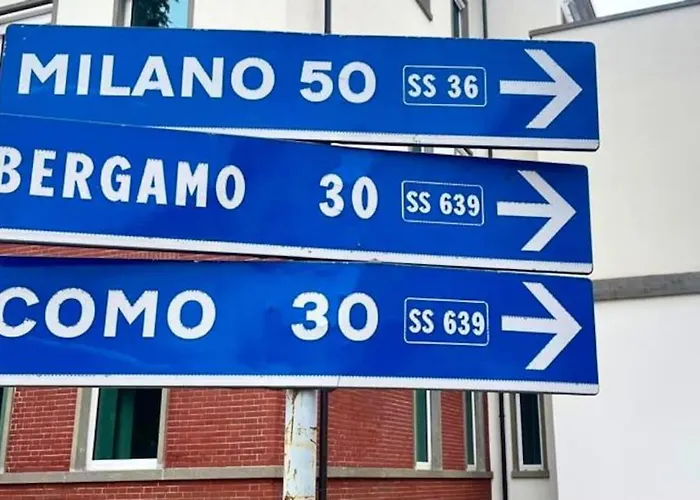 MILANO 50 SS 36
BERGAMO 30 SS 639
COMO 30 SS 639